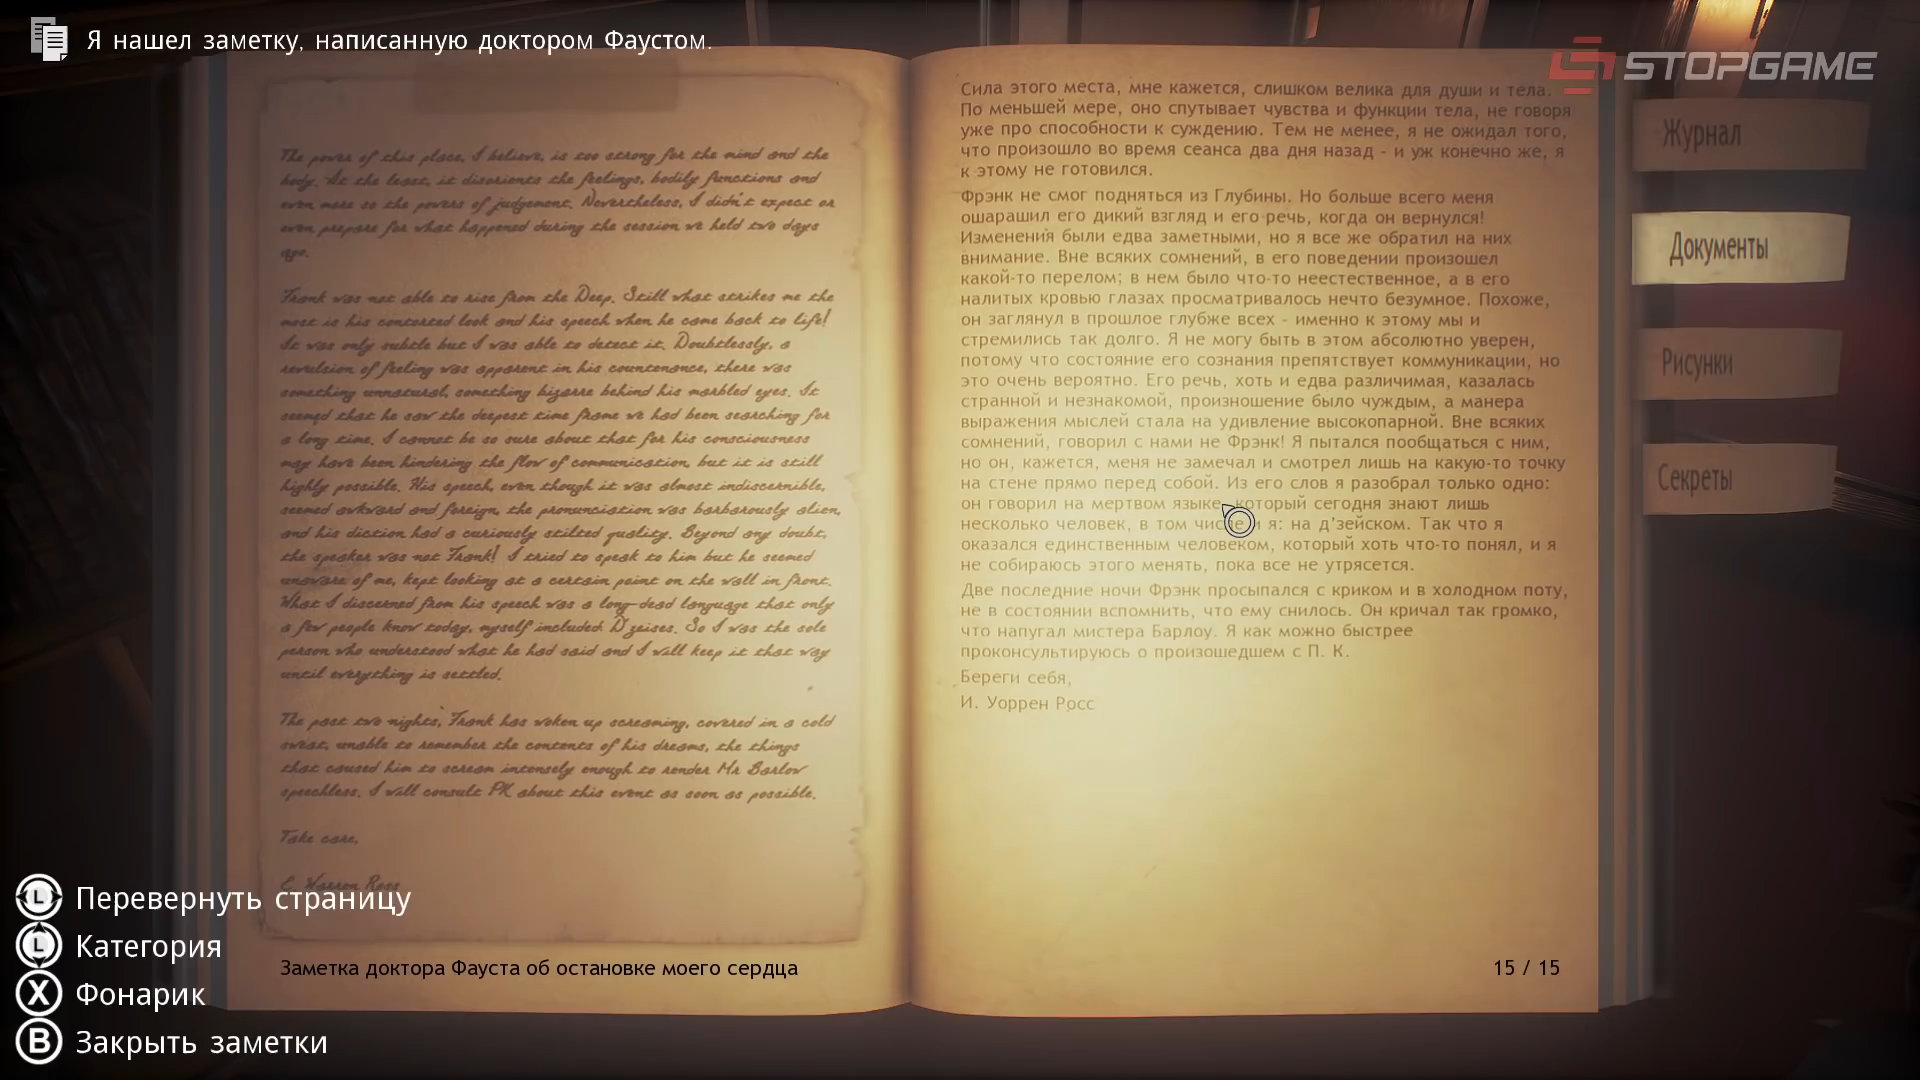 Я нашел заметку, написанную доктором Фаустом.
STOPGAME
The power of this place, I believe, is too strong for the mind and the
body. At the least, it disorients the feelings, bodily functions and
even more so the powers of judgement. Nevertheless, I didn't expect or
even prepare for what happened during the session we held two days
ago.
Frank was not able to rise from the Deep. Still what strikes me the
most is his contorted look and his speech when he came back to life!
It was only subtle but I was able to detect it. Doubtlessly, a
revulsion of feeling was apparent in his countenance, there was
something unnatural, something bizarre behind his marbled eyes. It
seemed that he saw the deepest time frame we had been searching for
a long time. I cannot be so sure about that for his consciousness
may have been hindering the flow of communication, but it is still
highly possible. His speech, even though it was almost indiscernible,
seemed awkward and foreign, the pronunciation was barbarously alien,
and his diction had a curiously stilted quality. Beyond any doubt,
the speaker was not Frank! I tried to speak to him but he seemed
unaware of me, kept looking at a certain point on the wall in front.
What I discerned from his speech was a long-dead language that only
a few people know today, myself included: D'zeises. So I was the sole
person who understood what he had said and I will keep it that way
until everything is settled.
The past two nights, Frank has woken up screaming, covered in a cold
sweat, unable to remember the contents of his dreams, the things
that caused him to scream intensely enough to render Mr Barlow
speechless. I will consult PK about this event as soon as possible.
Take care,
C. Warren Ross
Заметка доктора Фауста об остановке моего сердца
Сила этого места, мне кажется, слишком велика для души и тела.
По меньшей мере, оно спутывает чувства и функции тела, не говоря
уже про способности к суждению. Тем не менее, я не ожидал того,
что произошло во время сеанса два дня назад - и уж конечно же, я
к этому не готовился.
Фрэнк не смог подняться из Глубины. Но больше всего меня
ошарашил его дикий взгляд и его речь, когда он вернулся!
Изменения были едва заметными, но я все же обратил на них
внимание. Вне всяких сомнений, в его поведении произошел
какой-то перелом; в нем было что-то неестественное, а в его
налитых кровью глазах просматривалось нечто безумное. Похоже,
он заглянул в прошлое глубже всех - именно к этому мы и
стремились так долго. Я не могу быть в этом абсолютно уверен,
потому что состояние его сознания препятствует коммуникации, но
это очень вероятно. Его речь, хоть и едва различимая, казалась
странной и незнакомой, произношение было чуждым, а манера
выражения мыслей стала на удивление высокопарной. Вне всяких
сомнений, говорил с нами не Фрэнк! Я пытался пообщаться с ним,
но он, кажется, меня не замечал и смотрел лишь на какую-то точку
на стене прямо перед собой. Из его слов я разобрал только одно:
он говорил на мертвом языке, который сегодня знают лишь
несколько человек, в том числе и я: на д'зейском. Так что я
оказался единственным человеком, который хоть что-то понял, и я
не собираюсь этого менять, пока все не утрясется.
Две последние ночи Фрэнк просыпался с криком и в холодном поту,
не в состоянии вспомнить, что ему снилось. Он кричал так громко,
что напугал мистера Барлоу. Я как можно быстрее
проконсультируюсь о произошедшем с П. К.
Береги себя,
И. Уоррен Росс
15 / 15
Журнал
Документы
Рисунки
Секреты
L Перевернуть страницу
L Категория
X Фонарик
B Закрыть заметки